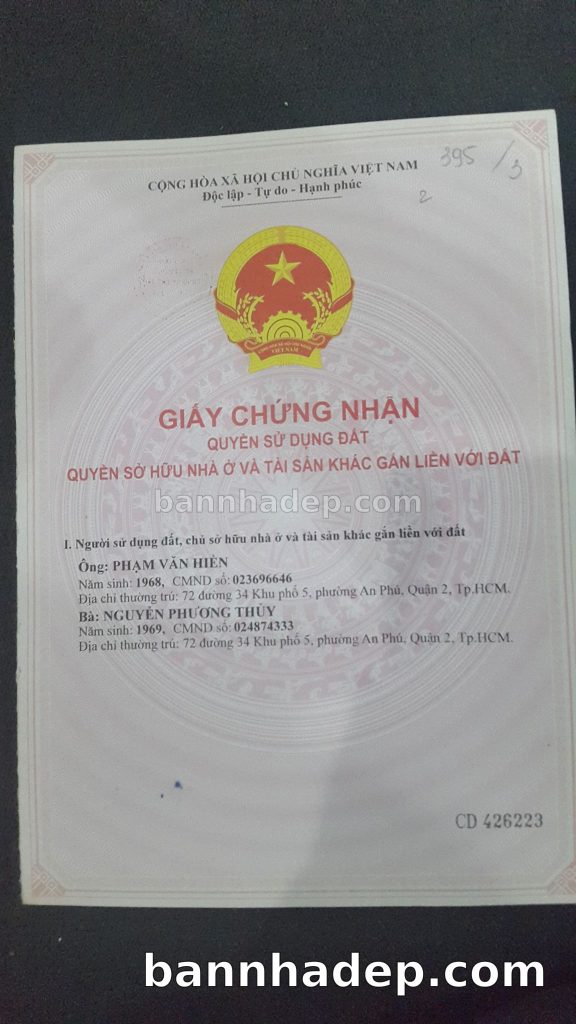 395 / 3
CỘNG HÒA XÃ HỘI CHỦ NGHĨA VIỆT NAM
Độc lập - Tự do - Hạnh phúc
2
VIỆT NAM
GIẤY CHỨNG NHẬN
QUYỀN SỬ DỤNG ĐẤT
QUYỀN SỞ HỮU NHÀ Ở VÀ TÀI SẢN KHÁC GẮN LIỀN VỚI ĐẤT
bannhadep.com
I. Người sử dụng đất, chủ sở hữu nhà ở và tài sản khác gắn liền với đất
Ông: PHẠM VĂN HIỀN
Năm sinh: 1968, CMND số: 023696646
Địa chỉ thường trú: 72 đường 34 Khu phố 5, phường An Phú, Quận 2, Tp.HCM.
Bà: NGUYỄN PHƯƠNG THỦY
Năm sinh: 1969, CMND số: 024874333
Địa chỉ thường trú: 72 đường 34 Khu phố 5, phường An Phú, Quận 2, Tp.HCM.
CD 426223
bannhadep.com